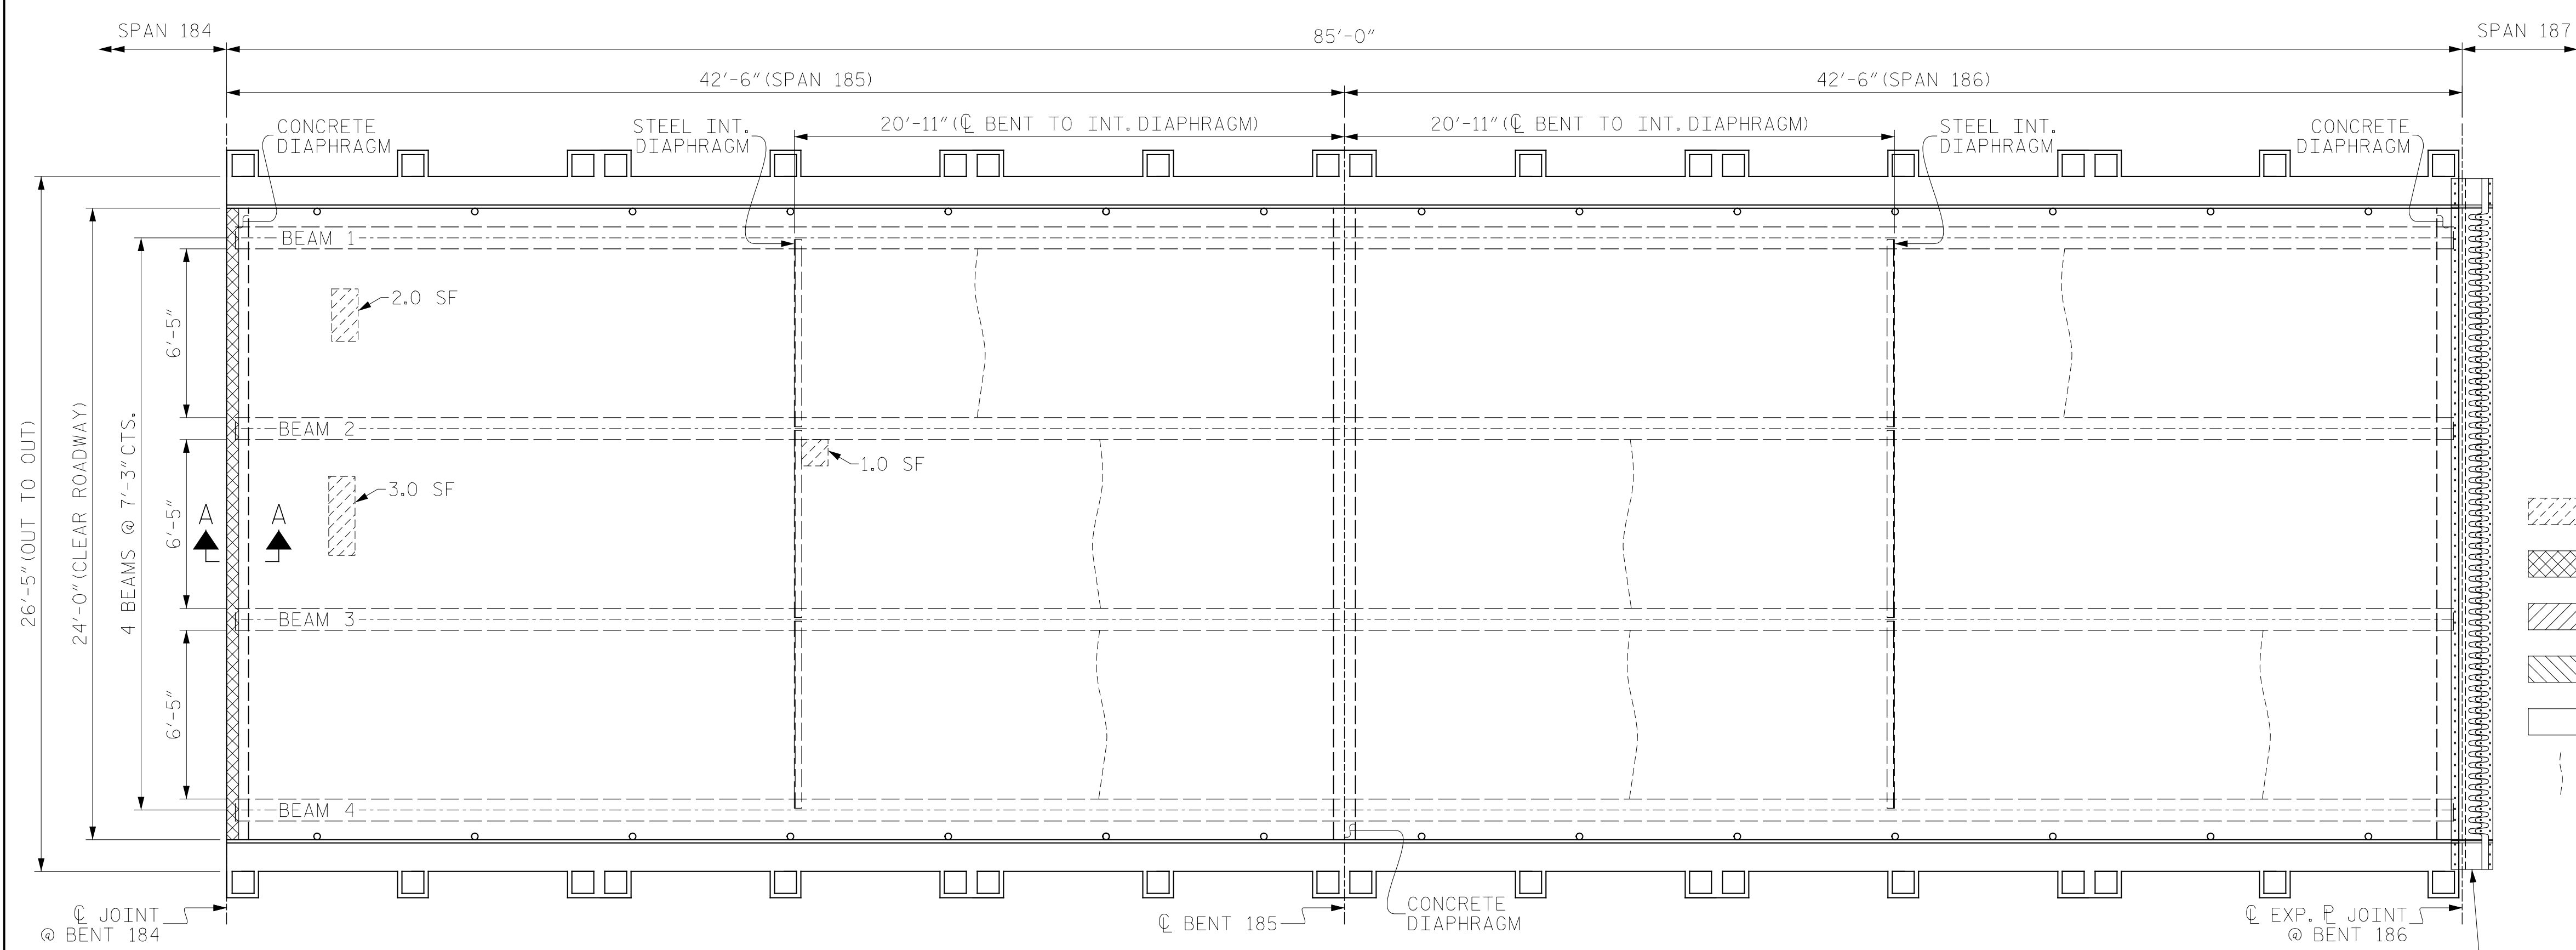 SPAN 184
85'-0"
SPAN 187
42'-6" (SPAN 185)
42'-6" (SPAN 186)
CONCRETE
DIAPHRAGM
STEEL INT.
DIAPHRAGM
20'-11" (℄ BENT TO INT. DIAPHRAGM)
20'-11" (℄ BENT TO INT. DIAPHRAGM)
STEEL INT.
DIAPHRAGM
CONCRETE
DIAPHRAGM
BEAM 1
2.0 SF
6'-5"
BEAM 2
1.0 SF
3.0 SF
26'-5" (OUT TO OUT)
24'-0" (CLEAR ROADWAY)
4 BEAMS @ 7'-3" CTS.
6'-5"
A
A
BEAM 3
6'-5"
BEAM 4
℄ JOINT
@ BENT 184
℄ BENT 185
CONCRETE
DIAPHRAGM
℄ EXP. ⅊ JOINT
@ BENT 186